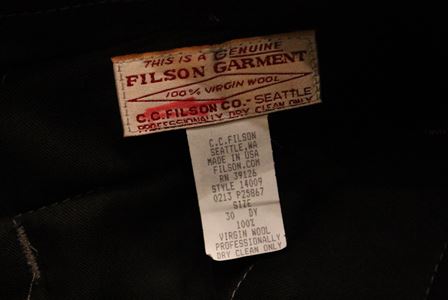 THIS IS A GENUINE
FILSON GARMENT
100% VIRGIN WOOL
C.C. FILSON CO. - SEATTLE
PROFESSIONALLY DRY CLEAN ONLY
C.C.FILSON
SEATTLE,WA
MADE IN USA
FILSON.COM
RN 39126
STYLE 14009
0213 P25867
SIZE
30 DY
100%
VIRGIN WOOL
PROFESSIONALLY
DRY CLEAN ONLY